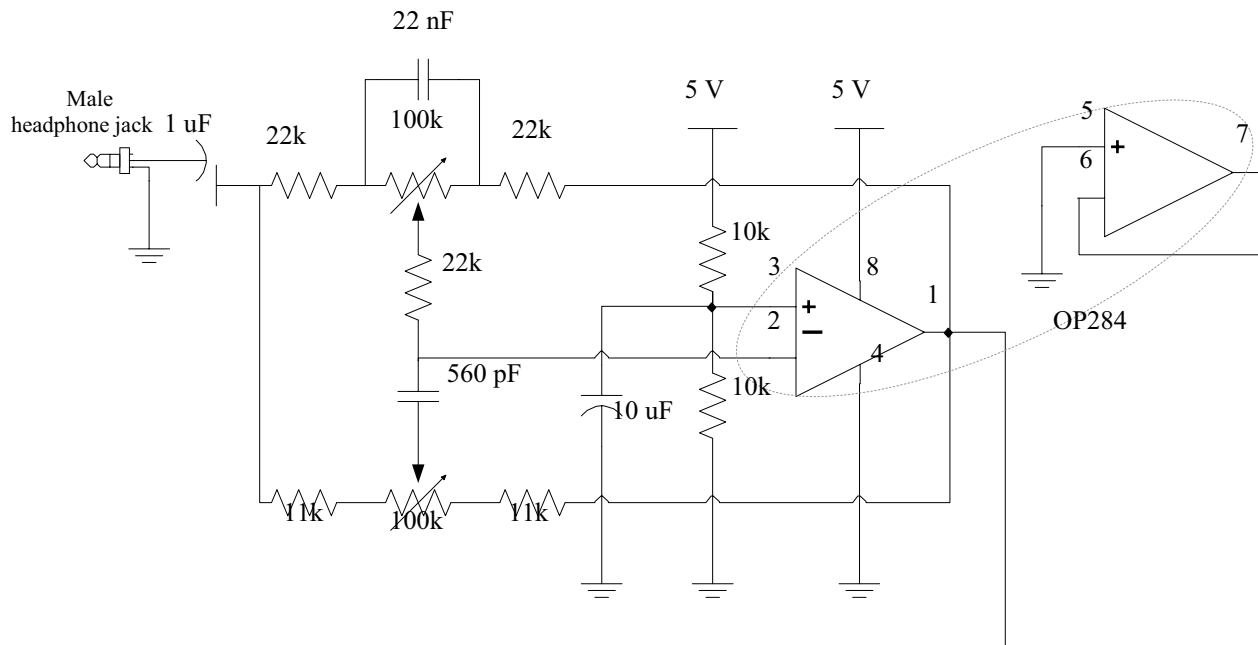 22 nF
5 V
5 V
Male
headphone jack
1 uF
22k
100k
22k
5
7
+
6
10k
22k
3
8
1
+
2
−
4
OP284
560 pF
10k
10 uF
11k
100k
11k